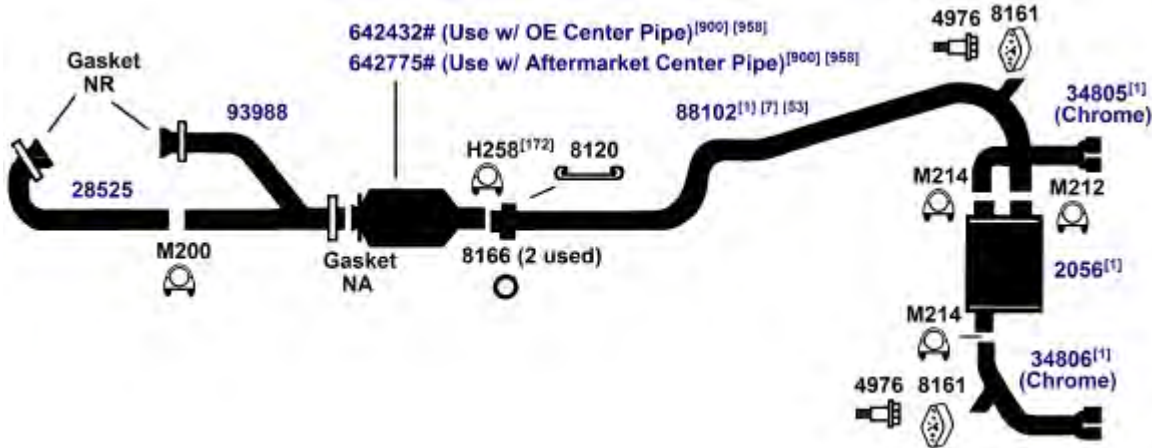 642432# (Use w/ OE Center Pipe)[900] [958]
642775# (Use w/ Aftermarket Center Pipe)[900] [958]
4976 8161
Gasket
NR
93988
88102[1] [7] [53]
34805[1]
(Chrome)
H258[172] 8120
28525
M214
M212
M200
Gasket
NA
8166 (2 used)
2056[1]
M214
34806[1]
(Chrome)
4976 8161